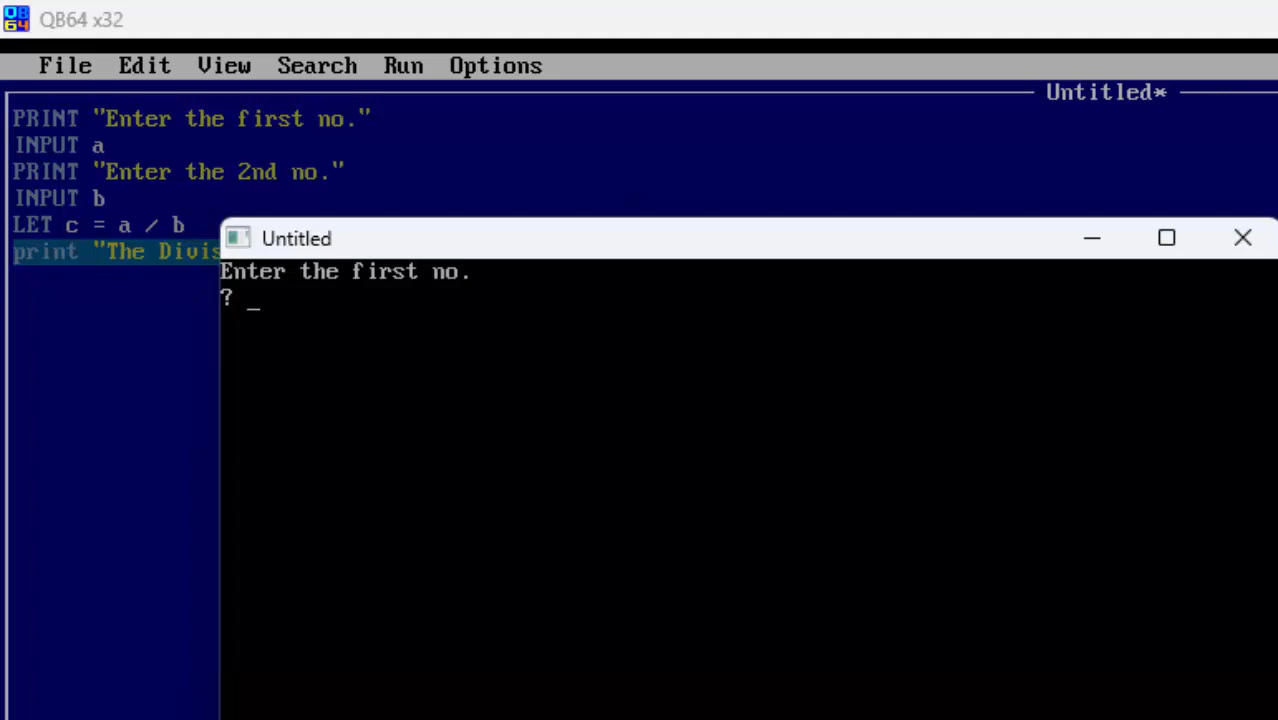 QB64 x32
File Edit View Search Run Options
Untitled*
PRINT "Enter the first no."
INPUT a
PRINT "Enter the 2nd no."
INPUT b
LET c = a / b
print "The Divis
Untitled
Enter the first no.
? _